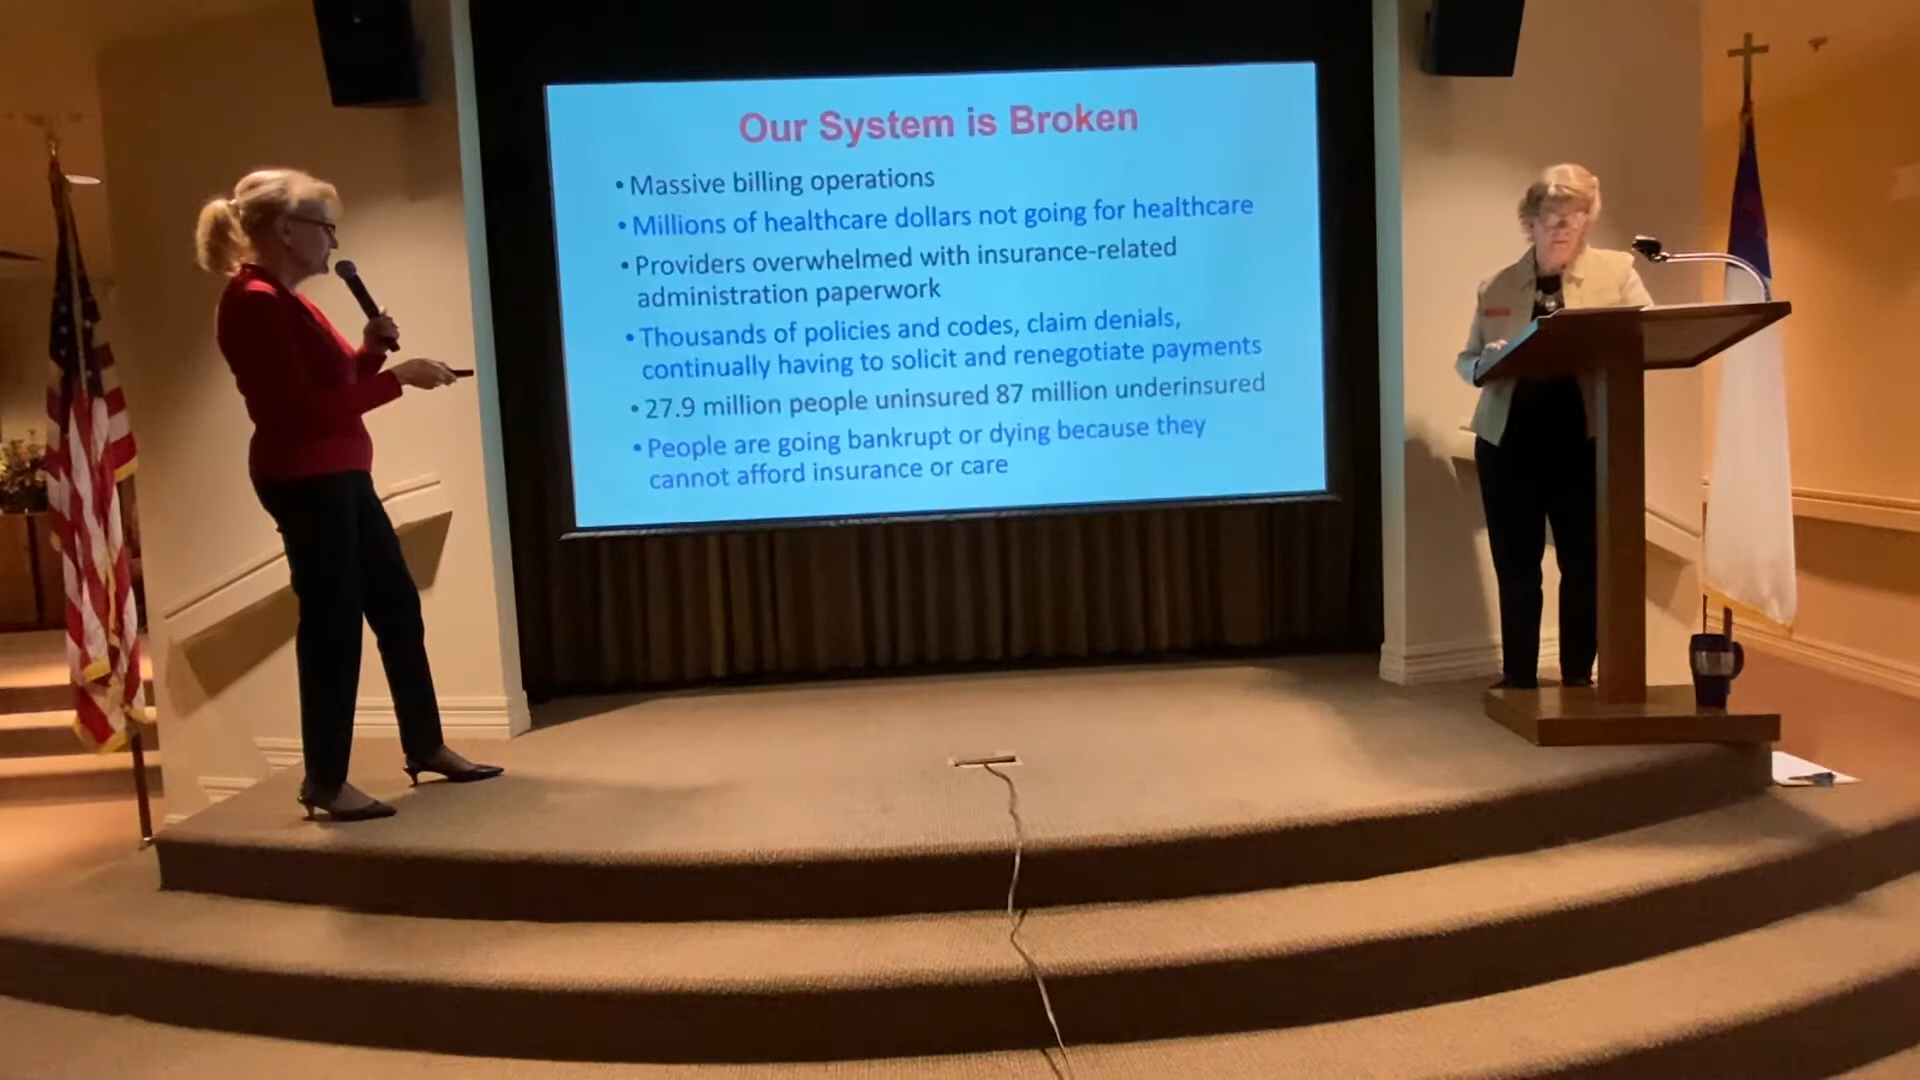 Our System is Broken
• Massive billing operations
• Millions of healthcare dollars not going for healthcare
• Providers overwhelmed with insurance-related
administration paperwork
• Thousands of policies and codes, claim denials,
continually having to solicit and renegotiate payments
• 27.9 million people uninsured 87 million underinsured
• People are going bankrupt or dying because they
cannot afford insurance or care